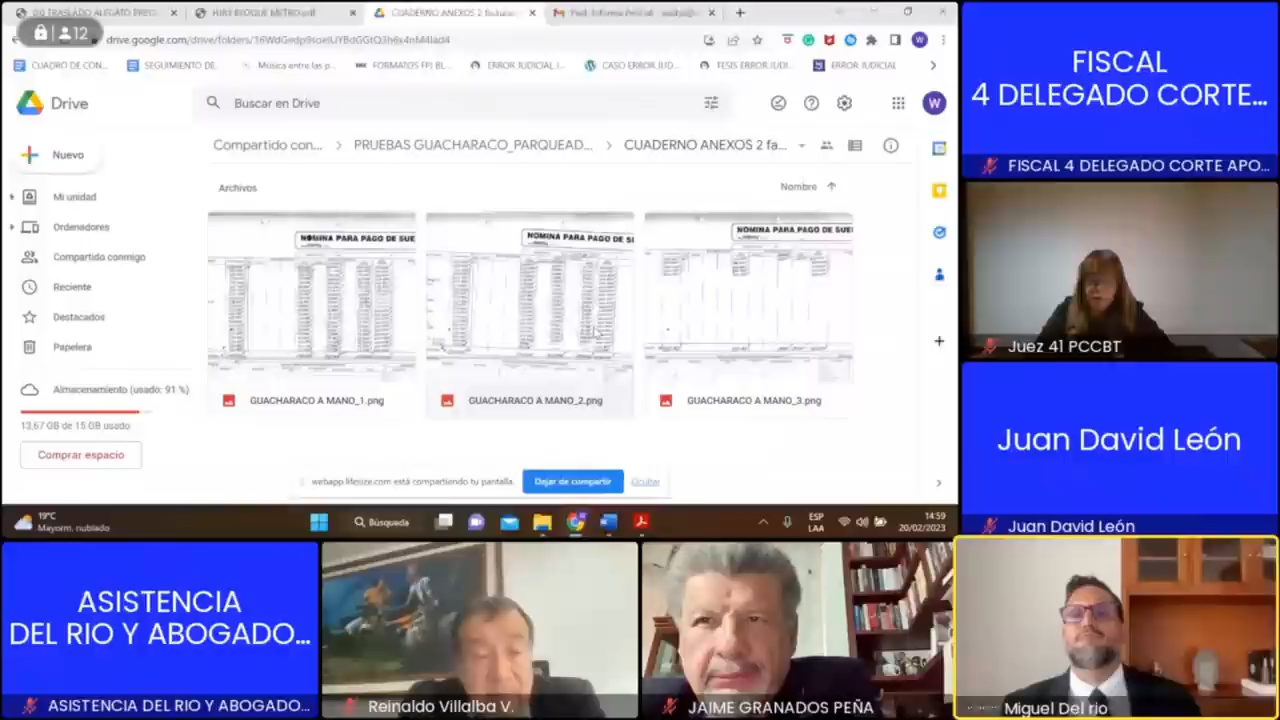 CUADERNO ANEXOS 2 facturas
12
drive.google.com/drive/folders/
CUADRO DE CON...
SEGUIMIENTO DE
Música entre las p...
FORMATOS FPJ BL...
ERROR JUDICIAL I...
CASO ERROR JUD...
TESIS ERROR JUDI...
ERROR JUDICIAL
Drive
Buscar en Drive
W
Nuevo
Compartido con...
PRUEBAS GUACHARACO_PARQUEAD...
CUADERNO ANEXOS 2 fa...
Mi unidad
Ordenadores
Compartido conmigo
Reciente
Destacados
Papelera
Almacenamiento (usado: 91 %)
13,67 GB de 15 GB usado
Comprar espacio
Archivos
Nombre
NOMINA PARA PAGO DE SUE
NOMINA PARA PAGO DE SI
NOMINA PARA PAGO DE SUE
GUACHARACO A MANO_1.png
GUACHARACO A MANO_2.png
GUACHARACO A MANO_3.png
webapp.lifesize.com está compartiendo tu pantalla.
Dejar de compartir
Ocultar
19°C
Mayorm. nublado
Búsqueda
ESP
LAA
14:59
20/02/2023
FISCAL
4 DELEGADO CORTE...
FISCAL 4 DELEGADO CORTE APO...
Juez 41 PCCBT
Juan David León
Juan David León
ASISTENCIA
DEL RIO Y ABOGADO...
ASISTENCIA DEL RIO Y ABOGADO...
Reinaldo Villalba V.
JAIME GRANADOS PEÑA
Miguel Del rio